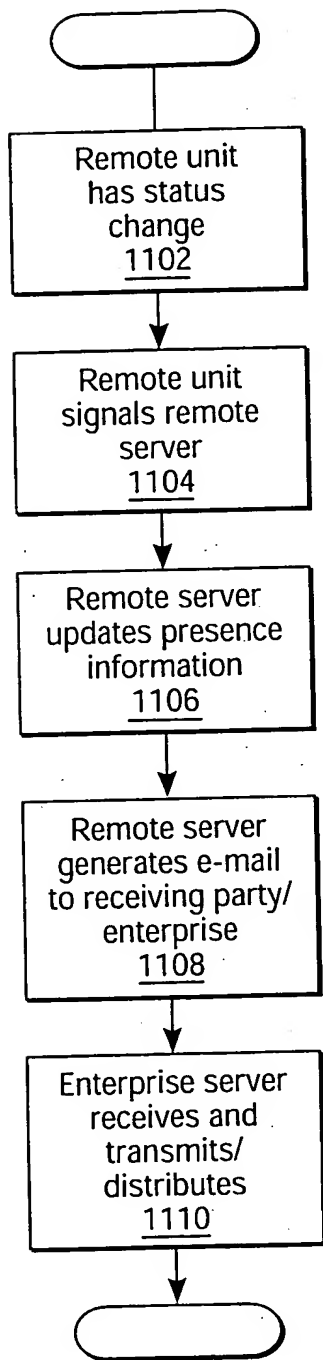 Remote unit
has status
change
1102
Remote unit
signals remote
server
1104
Remote server
updates presence
information
1106
Remote server
generates e-mail
to receiving party/
enterprise
1108
Enterprise server
receives and
transmits/
distributes
1110